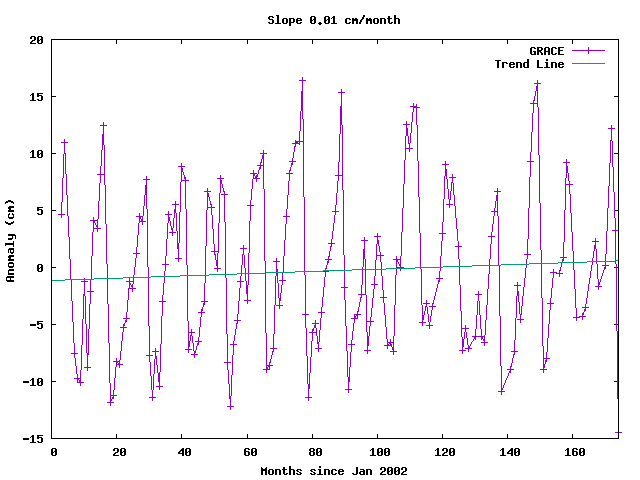 Slope 0.01 cm/month
GRACE
Trend Line
20
15
10
5
0
-5
-10
-15
Anomaly (cm)
0 20 40 60 80 100 120 140 160
Months since Jan 2002